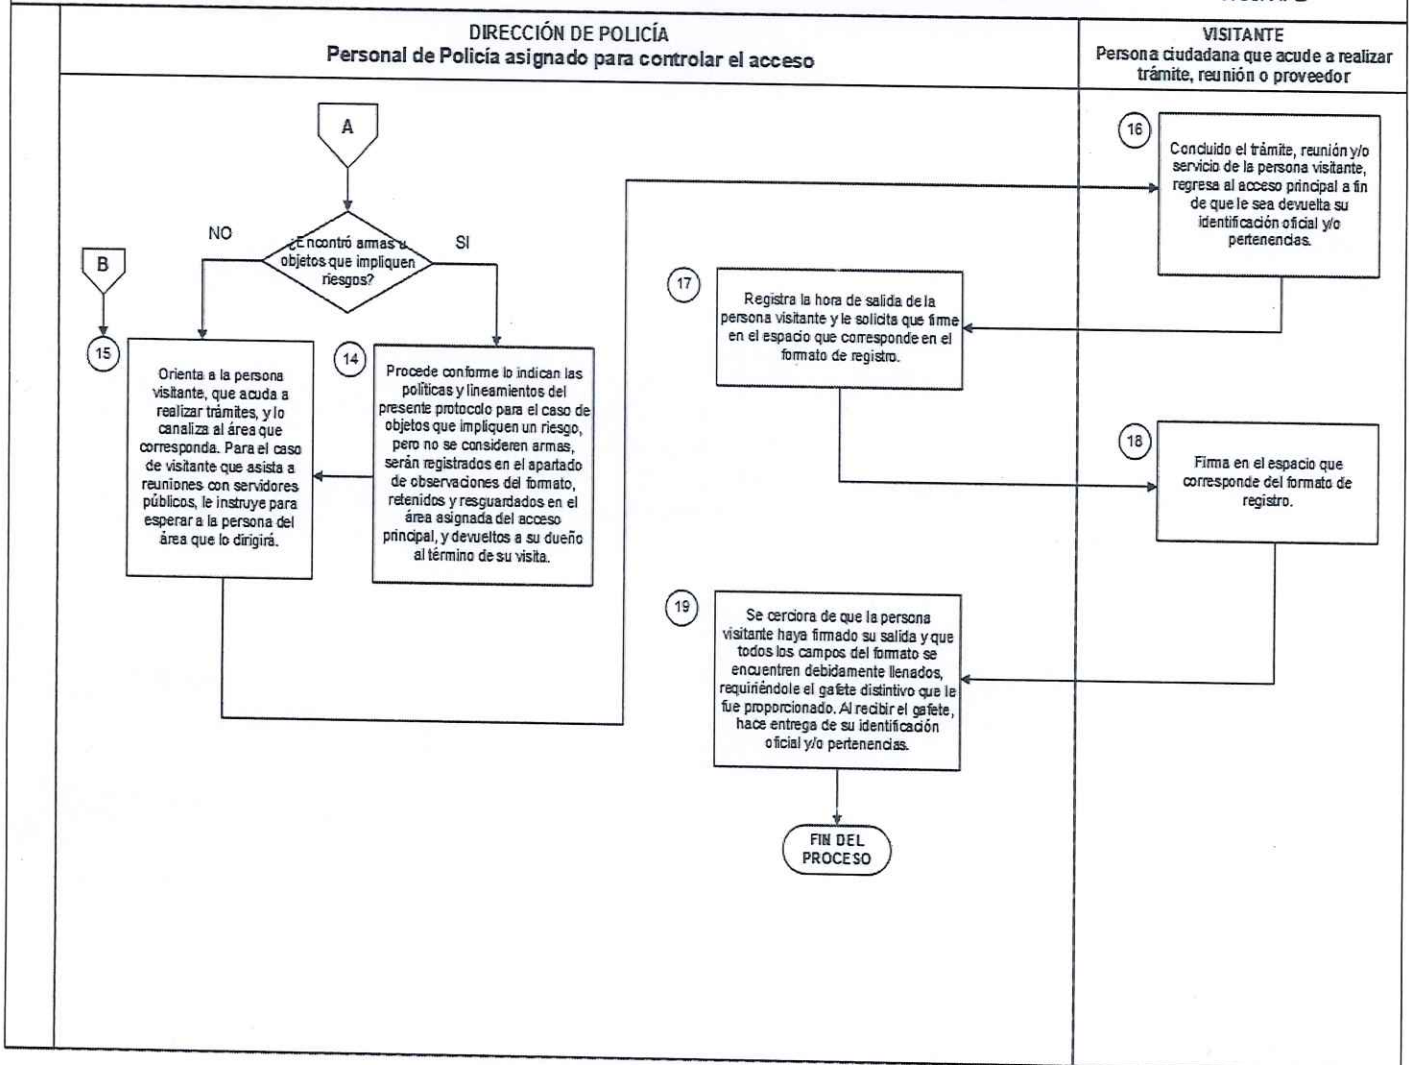 DIRECCIÓN DE POLICÍA
Personal de Policía asignado para controlar el acceso
VISITANTE
Persona ciudadana que acude a realizar
trámite, reunión o proveedor
A
¿Encontró armas u
objetos que impliquen
riesgos?
NO
SI
B
15
Orienta a la persona
visitante, que acuda a
realizar trámites, y lo
canaliza al área que
corresponda. Para el caso
de visitante que asista a
reuniones con servidores
públicos, le instruye para
esperar a la persona del
área que lo dirigirá.
14
Procede conforme lo indican las
políticas y lineamientos del
presente protocolo para el caso de
objetos que impliquen un riesgo,
pero no se consideren armas,
serán registrados en el apartado
de observaciones del formato,
retenidos y resguardados en el
área asignada del acceso
principal, y devueltos a su dueño
al término de su visita.
16
Concluido el trámite, reunión y/o
servicio de la persona visitante,
regresa al acceso principal a fin
de que le sea devuelta su
identificación oficial y/o
pertenencias.
17
Registra la hora de salida de la
persona visitante y le solicita que firme
en el espacio que corresponde en el
formato de registro.
18
Firma en el espacio que
corresponde del formato de
registro.
19
Se cerciora de que la persona
visitante haya firmado su salida y que
todos los campos del formato se
encuentren debidamente llenados,
requiriéndole el gafete distintivo que le
fue proporcionado. Al recibir el gafete,
hace entrega de su identificación
oficial y/o pertenencias.
FIN DEL
PROCESO